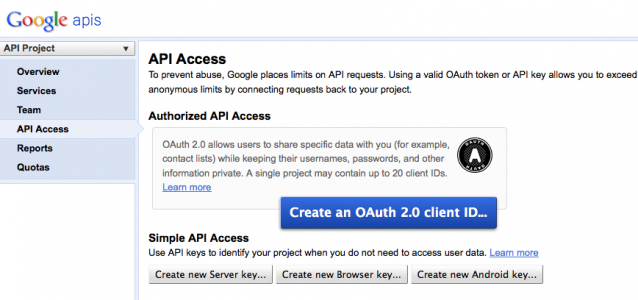 Google apis
API Project
Overview
Services
Team
API Access
Reports
Quotas
API Access
To prevent abuse, Google places limits on API requests. Using a valid OAuth token or API key allows you to exceed
anonymous limits by connecting requests back to your project.
Authorized API Access
OAuth 2.0 allows users to share specific data with you (for example,
contact lists) while keeping their usernames, passwords, and other
information private. A single project may contain up to 20 client IDs.
Learn more
Create an OAuth 2.0 client ID...
Simple API Access
Use API keys to identify your project when you do not need to access user data. Learn more
Create new Server key... Create new Browser key... Create new Android key...